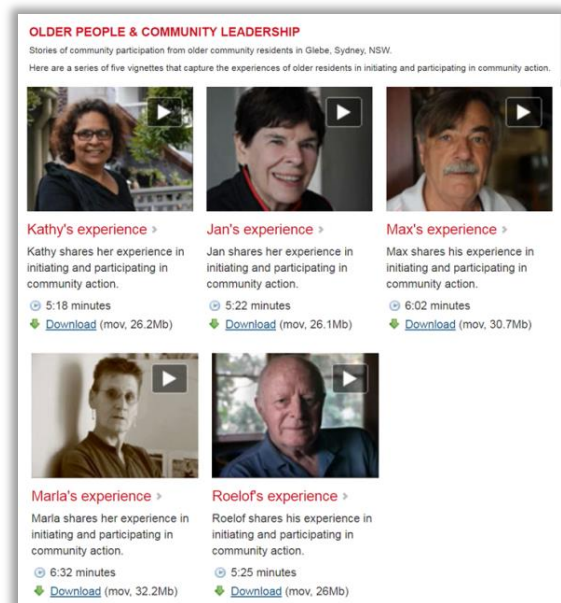 OLDER PEOPLE & COMMUNITY LEADERSHIP
Stories of community participation from older community residents in Glebe, Sydney, NSW.
Here are a series of five vignettes that capture the experiences of older residents in initiating and participating in community action.
Kathy's experience
Kathy shares her experience in
initiating and participating in
community action.
5:18 minutes
Download (mov, 26.2Mb)
Jan's experience
Jan shares her experience in
initiating and participating in
community action.
5:22 minutes
Download (mov, 26.1Mb)
Max's experience
Max shares his experience in
initiating and participating in
community action.
6:02 minutes
Download (mov, 30.7Mb)
Marla's experience
Marla shares her experience in
initiating and participating in
community action.
6:32 minutes
Download (mov, 32.2Mb)
Roelof's experience
Roelof shares his experience in
initiating and participating in
community action.
5:25 minutes
Download (mov, 26Mb)